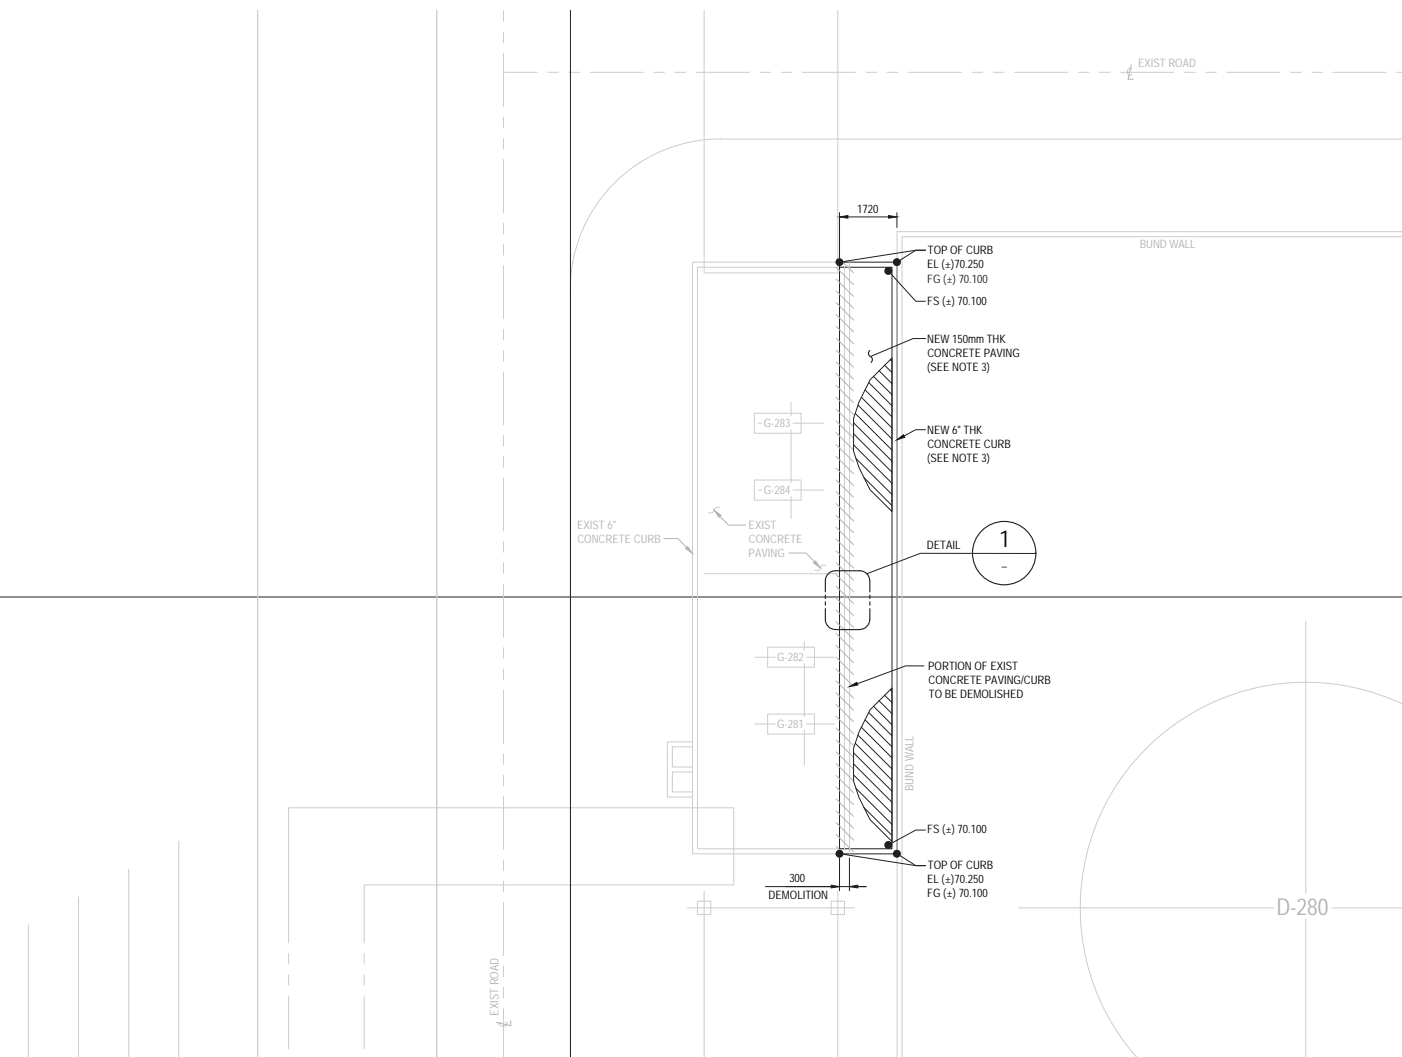 EXIST ROAD
1720
BUND WALL
TOP OF CURB
EL (±)70.250
FG (±) 70.100
FS (±) 70.100
NEW 150mm THK
CONCRETE PAVING
(SEE NOTE 3)
G-283
NEW 6" THK
CONCRETE CURB
(SEE NOTE 3)
G-284
EXIST 6"
CONCRETE CURB
EXIST
CONCRETE
PAVING
DETAIL
1
-
G-282
PORTION OF EXIST
CONCRETE PAVING/CURB
TO BE DEMOLISHED
G-281
BUND WALL
FS (±) 70.100
TOP OF CURB
EL (±)70.250
FG (±) 70.100
300
DEMOLITION
D-280
EXIST ROAD